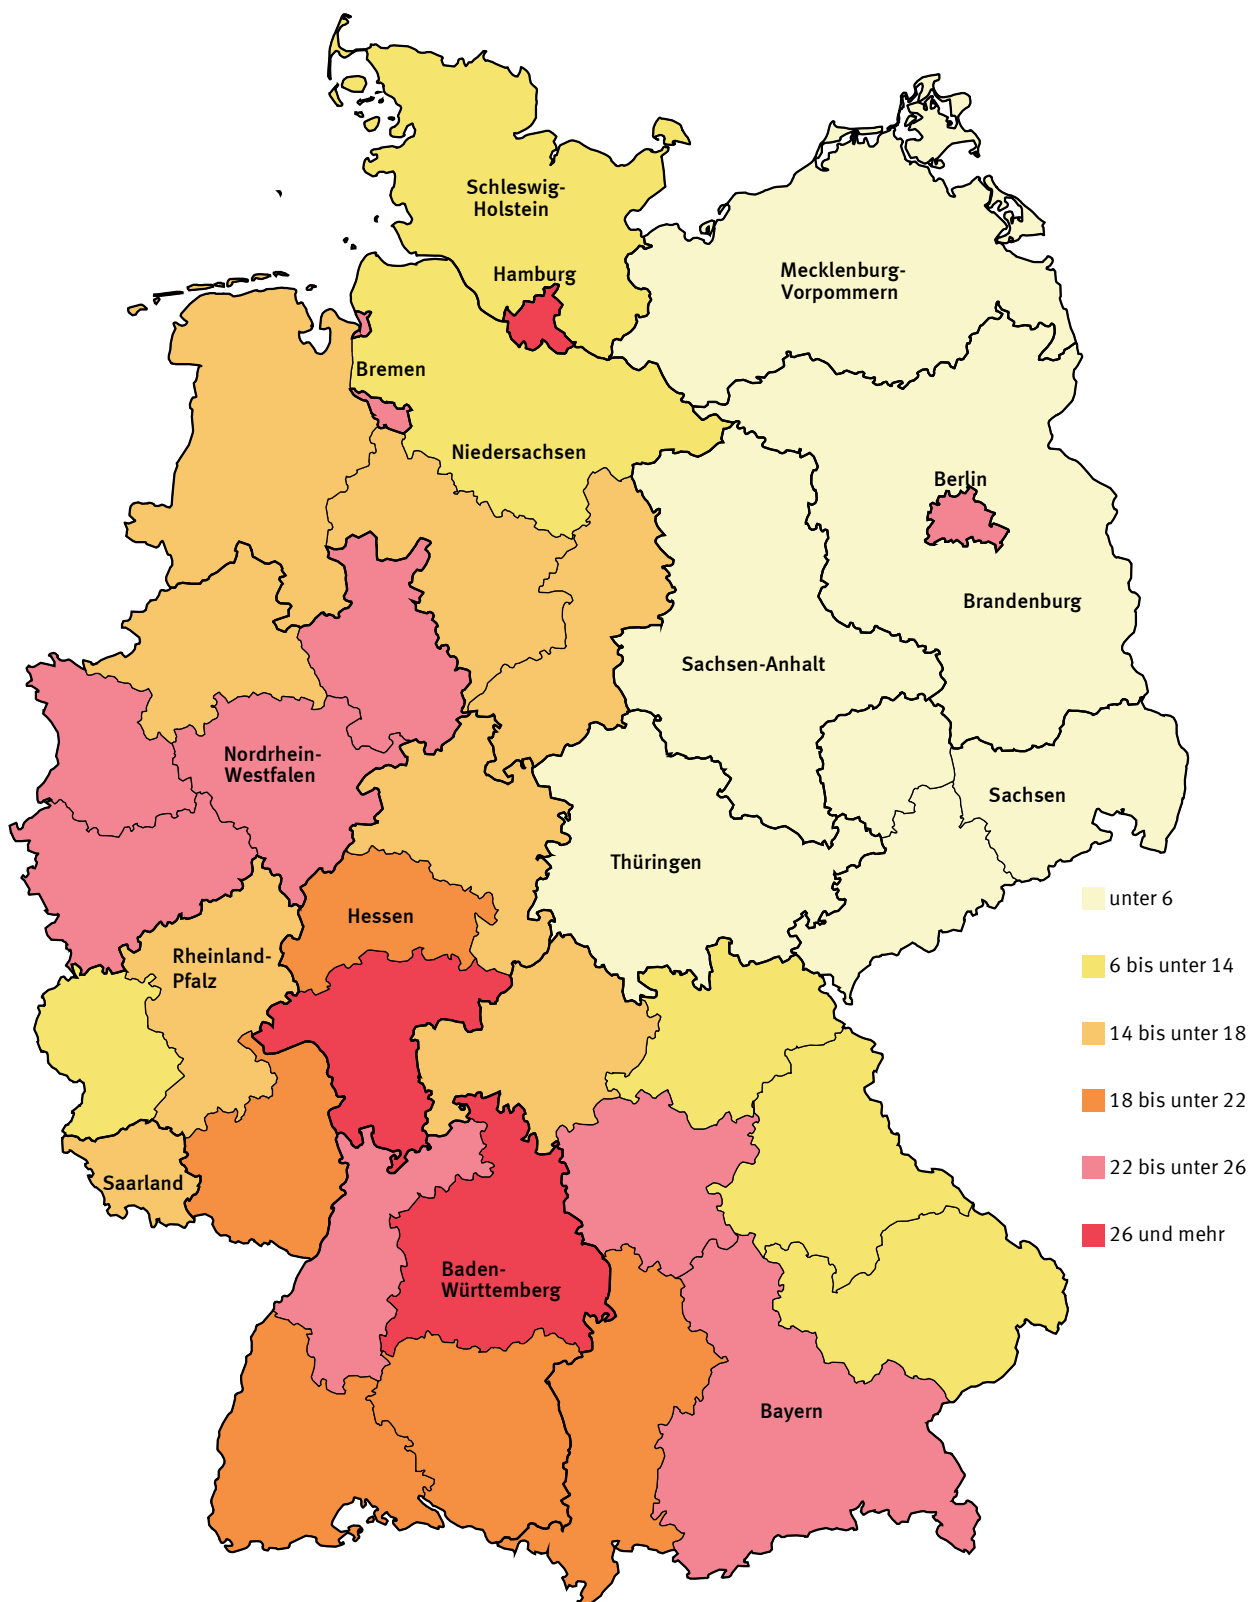 Schleswig-
Holstein
Hamburg
Mecklenburg-
Vorpommern
Bremen
Niedersachsen
Berlin
Brandenburg
Sachsen-Anhalt
Nordrhein-
Westfalen
Sachsen
Thüringen
Hessen
Rheinland-
Pfalz
Saarland
Baden-
Württemberg
Bayern
unter 6
6 bis unter 14
14 bis unter 18
18 bis unter 22
22 bis unter 26
26 und mehr